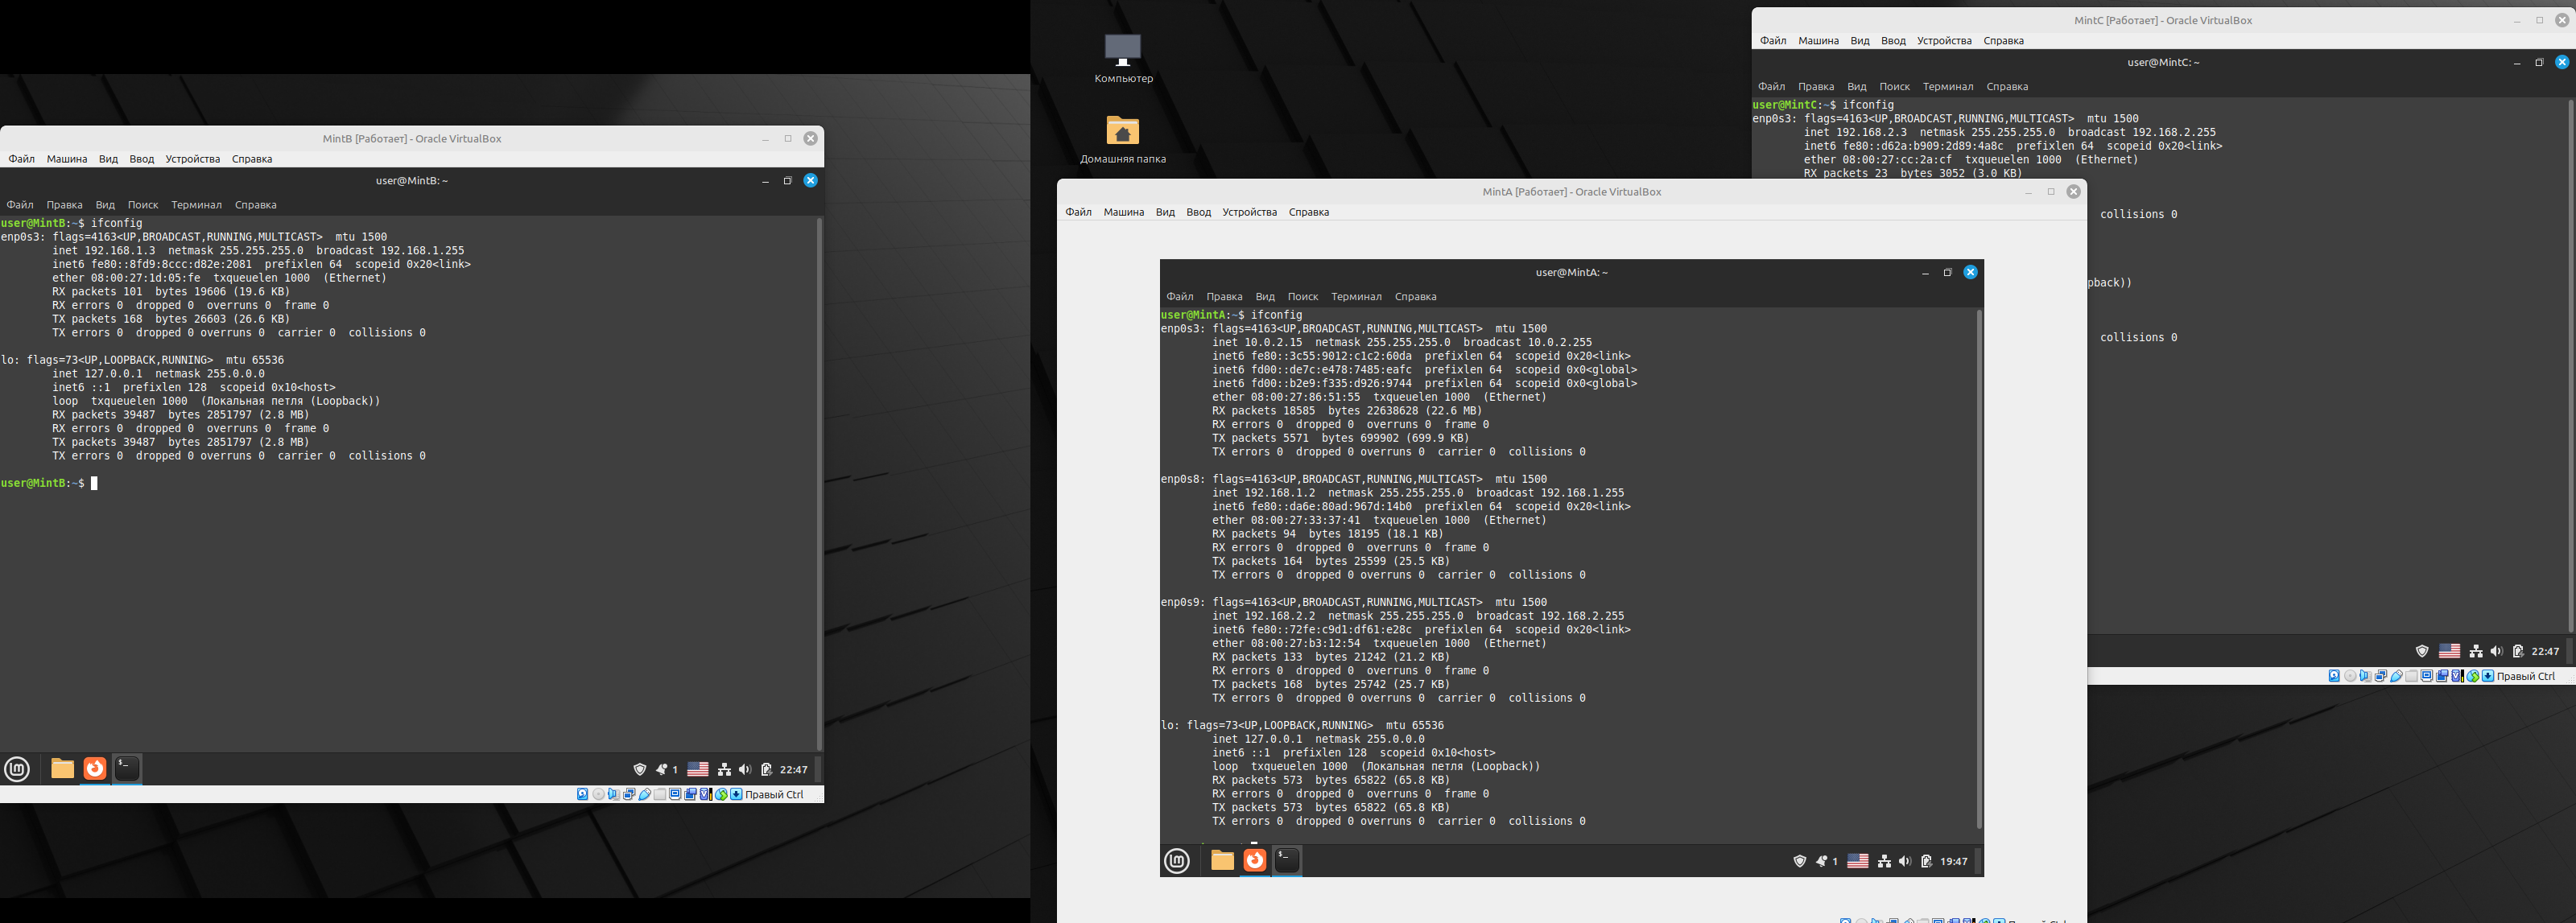 MintB [Работает] - Oracle VirtualBox
Файл Машина Вид Ввод Устройства Справка
user@MintB: ~
Файл Правка Вид Поиск Терминал Справка
user@MintB:~$ ifconfig
enp0s3: flags=4163<UP,BROADCAST,RUNNING,MULTICAST>  mtu 1500
        inet 192.168.1.3  netmask 255.255.255.0  broadcast 192.168.1.255
        inet6 fe80::8fd9:8ccc:d82e:2081  prefixlen 64  scopeid 0x20<link>
        ether 08:00:27:1d:05:fe  txqueuelen 1000  (Ethernet)
        RX packets 101  bytes 19606 (19.6 KB)
        RX errors 0  dropped 0  overruns 0  frame 0
        TX packets 168  bytes 26603 (26.6 KB)
        TX errors 0  dropped 0 overruns 0  carrier 0  collisions 0
lo: flags=73<UP,LOOPBACK,RUNNING>  mtu 65536
        inet 127.0.0.1  netmask 255.0.0.0
        inet6 ::1  prefixlen 128  scopeid 0x10<host>
        loop  txqueuelen 1000  (Локальная петля (Loopback))
        RX packets 39487  bytes 2851797 (2.8 MB)
        RX errors 0  dropped 0  overruns 0  frame 0
        TX packets 39487  bytes 2851797 (2.8 MB)
        TX errors 0  dropped 0 overruns 0  carrier 0  collisions 0
user@MintB:~$
1 22:47
Правый Ctrl
Компьютер
Домашняя папка
MintA [Работает] - Oracle VirtualBox
Файл Машина Вид Ввод Устройства Справка
user@MintA: ~
Файл Правка Вид Поиск Терминал Справка
user@MintA:~$ ifconfig
enp0s3: flags=4163<UP,BROADCAST,RUNNING,MULTICAST>  mtu 1500
        inet 10.0.2.15  netmask 255.255.255.0  broadcast 10.0.2.255
        inet6 fe80::3c55:9012:c1c2:60da  prefixlen 64  scopeid 0x20<link>
        inet6 fd00::de7c:e478:7485:eafc  prefixlen 64  scopeid 0x0<global>
        inet6 fd00::b2e9:f335:d926:9744  prefixlen 64  scopeid 0x0<global>
        ether 08:00:27:86:51:55  txqueuelen 1000  (Ethernet)
        RX packets 18585  bytes 22638628 (22.6 MB)
        RX errors 0  dropped 0  overruns 0  frame 0
        TX packets 5571  bytes 699902 (699.9 KB)
        TX errors 0  dropped 0 overruns 0  carrier 0  collisions 0
enp0s8: flags=4163<UP,BROADCAST,RUNNING,MULTICAST>  mtu 1500
        inet 192.168.1.2  netmask 255.255.255.0  broadcast 192.168.1.255
        inet6 fe80::da6e:80ad:967d:14b0  prefixlen 64  scopeid 0x20<link>
        ether 08:00:27:33:37:41  txqueuelen 1000  (Ethernet)
        RX packets 94  bytes 18195 (18.1 KB)
        RX errors 0  dropped 0  overruns 0  frame 0
        TX packets 164  bytes 25599 (25.5 KB)
        TX errors 0  dropped 0 overruns 0  carrier 0  collisions 0
enp0s9: flags=4163<UP,BROADCAST,RUNNING,MULTICAST>  mtu 1500
        inet 192.168.2.2  netmask 255.255.255.0  broadcast 192.168.2.255
        inet6 fe80::72fe:c9d1:df61:e28c  prefixlen 64  scopeid 0x20<link>
        ether 08:00:27:b3:12:54  txqueuelen 1000  (Ethernet)
        RX packets 133  bytes 21242 (21.2 KB)
        RX errors 0  dropped 0  overruns 0  frame 0
        TX packets 168  bytes 25742 (25.7 KB)
        TX errors 0  dropped 0 overruns 0  carrier 0  collisions 0
lo: flags=73<UP,LOOPBACK,RUNNING>  mtu 65536
        inet 127.0.0.1  netmask 255.0.0.0
        inet6 ::1  prefixlen 128  scopeid 0x10<host>
        loop  txqueuelen 1000  (Локальная петля (Loopback))
        RX packets 573  bytes 65822 (65.8 KB)
        RX errors 0  dropped 0  overruns 0  frame 0
        TX packets 573  bytes 65822 (65.8 KB)
        TX errors 0  dropped 0 overruns 0  carrier 0  collisions 0
1 19:47
MintC [Работает] - Oracle VirtualBox
Файл Машина Вид Ввод Устройства Справка
user@MintC: ~
Файл Правка Вид Поиск Терминал Справка
user@MintC:~$ ifconfig
enp0s3: flags=4163<UP,BROADCAST,RUNNING,MULTICAST>  mtu 1500
        inet 192.168.2.3  netmask 255.255.255.0  broadcast 192.168.2.255
        inet6 fe80::d62a:b909:2d89:4a8c  prefixlen 64  scopeid 0x20<link>
        ether 08:00:27:cc:2a:cf  txqueuelen 1000  (Ethernet)
        RX packets 23  bytes 3052 (3.0 KB)
collisions 0
pback))
collisions 0
22:47
Правый Ctrl